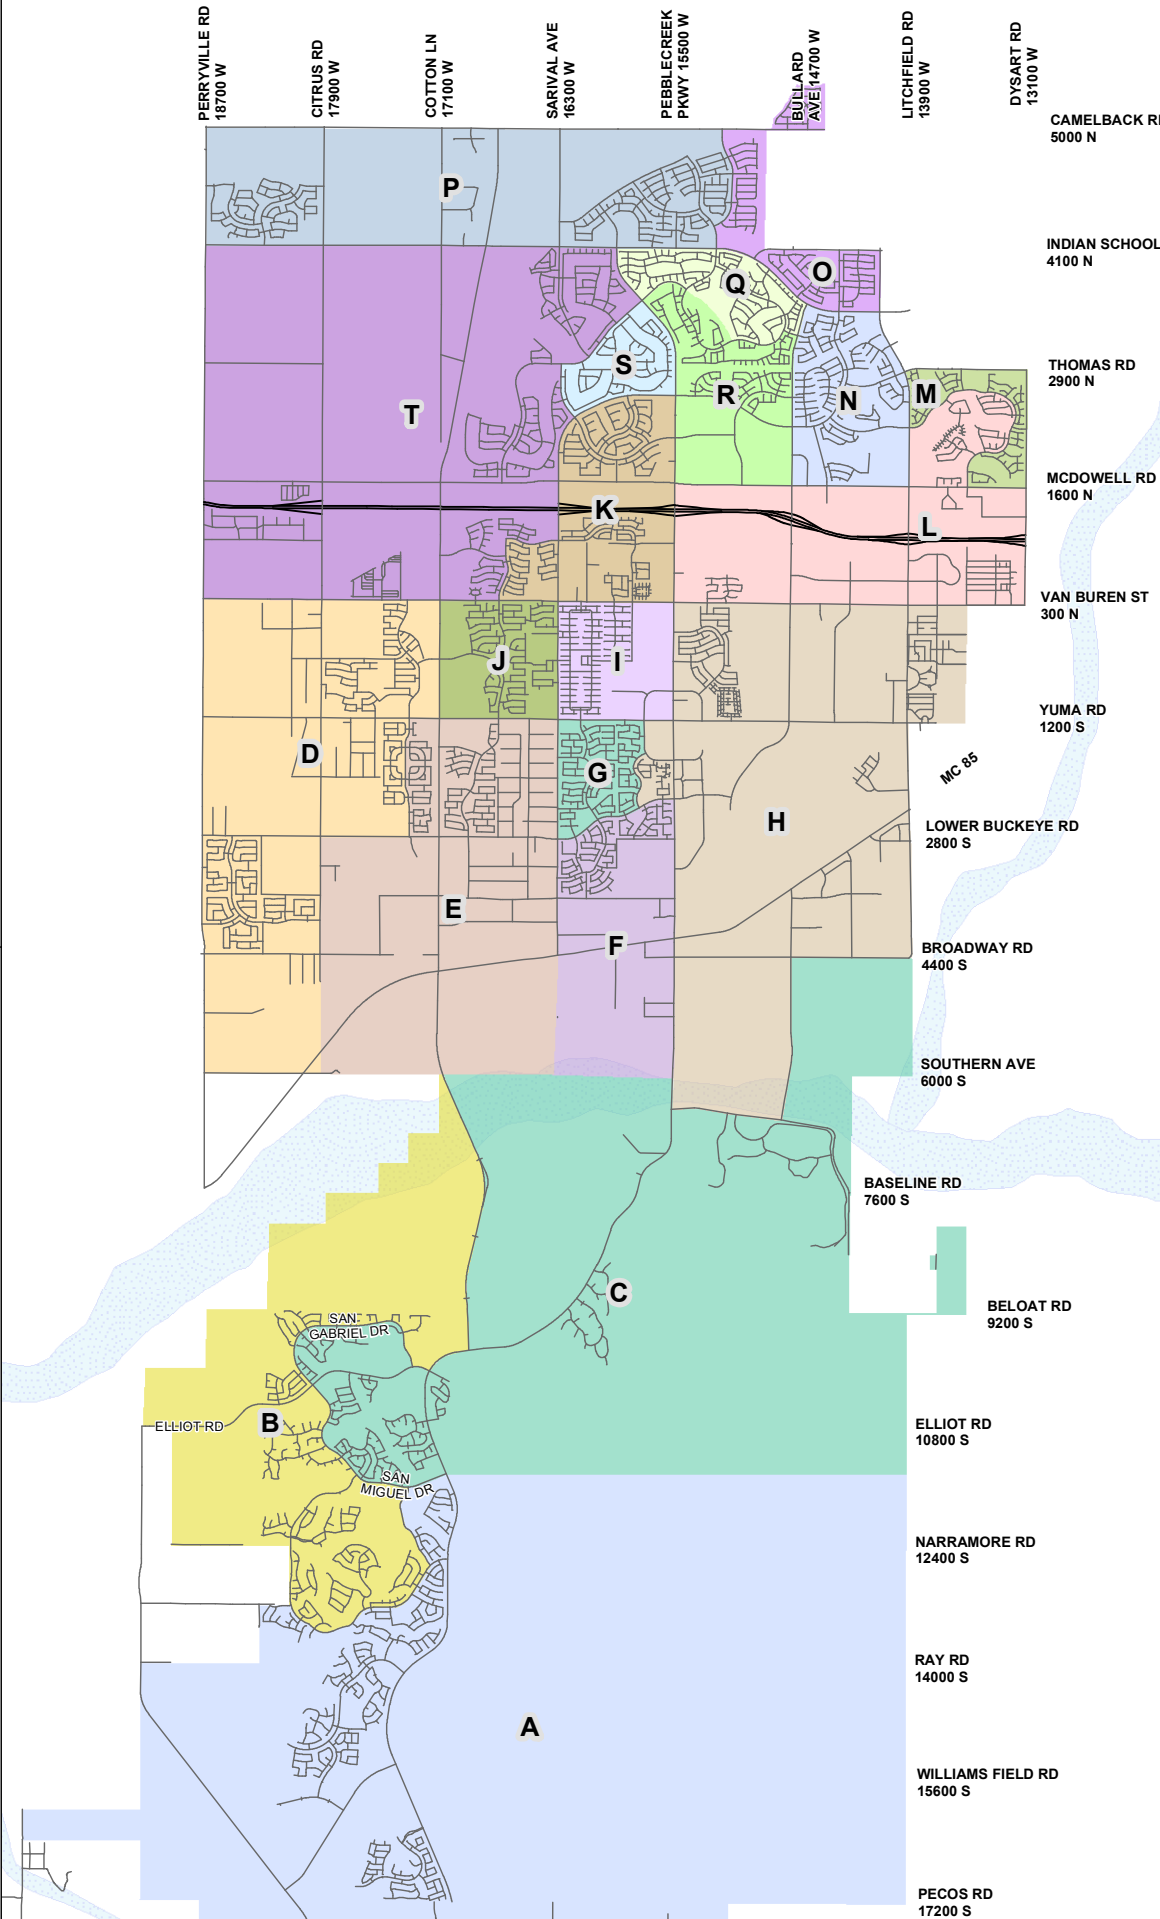 PERRYVILLE RD
18700 W
CITRUS RD
17900 W
COTTON LN
17100 W
SARIVAL AVE
16300 W
PEBBLECREEK
PKWY 15500 W
BULLARD
AVE 14700 W
LITCHFIELD RD
13900 W
DYSART RD
13100 W
CAMELBACK RD
5000 N
P
INDIAN SCHOOL
4100 N
O
Q
S
THOMAS RD
2900 N
R
M
N
T
MCDOWELL RD
1600 N
K
L
VAN BUREN ST
300 N
J
I
YUMA RD
1200 S
D
G
MC 85
H
LOWER BUCKEYE RD
2800 S
E
F
BROADWAY RD
4400 S
SOUTHERN AVE
6000 S
BASELINE RD
7600 S
C
BELOAT RD
9200 S
SAN
GABRIEL DR
ELLIOT RD
B
ELLIOT RD
10800 S
SAN
MIGUEL DR
NARRAMORE RD
12400 S
RAY RD
14000 S
A
WILLIAMS FIELD RD
15600 S
PECOS RD
17200 S